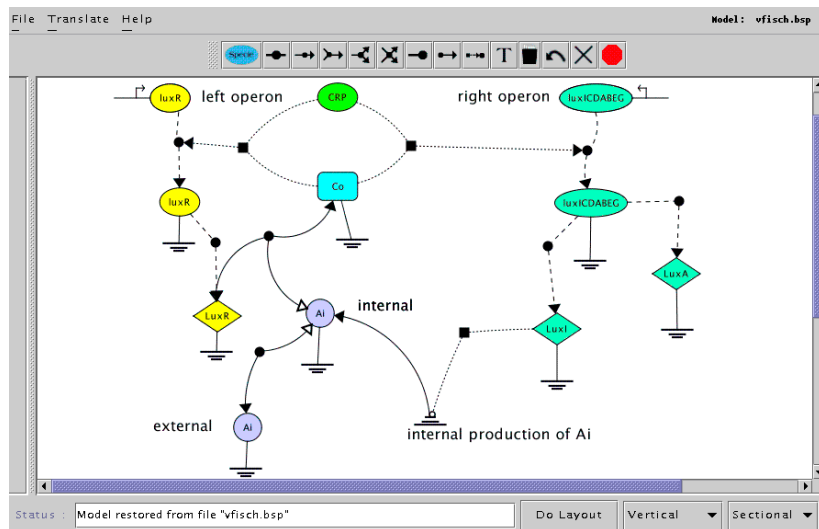 File Translate Help
Model: vfisch.bsp
Specie
T
luxR
left operon
CRP
right operon
luxICDABEG
Co
luxR
luxICDABEG
LuxA
LuxR
Ai
internal
LuxI
external
Ai
internal production of Ai
Status : Model restored from file "vfisch.bsp"
Do Layout
Vertical
Sectional